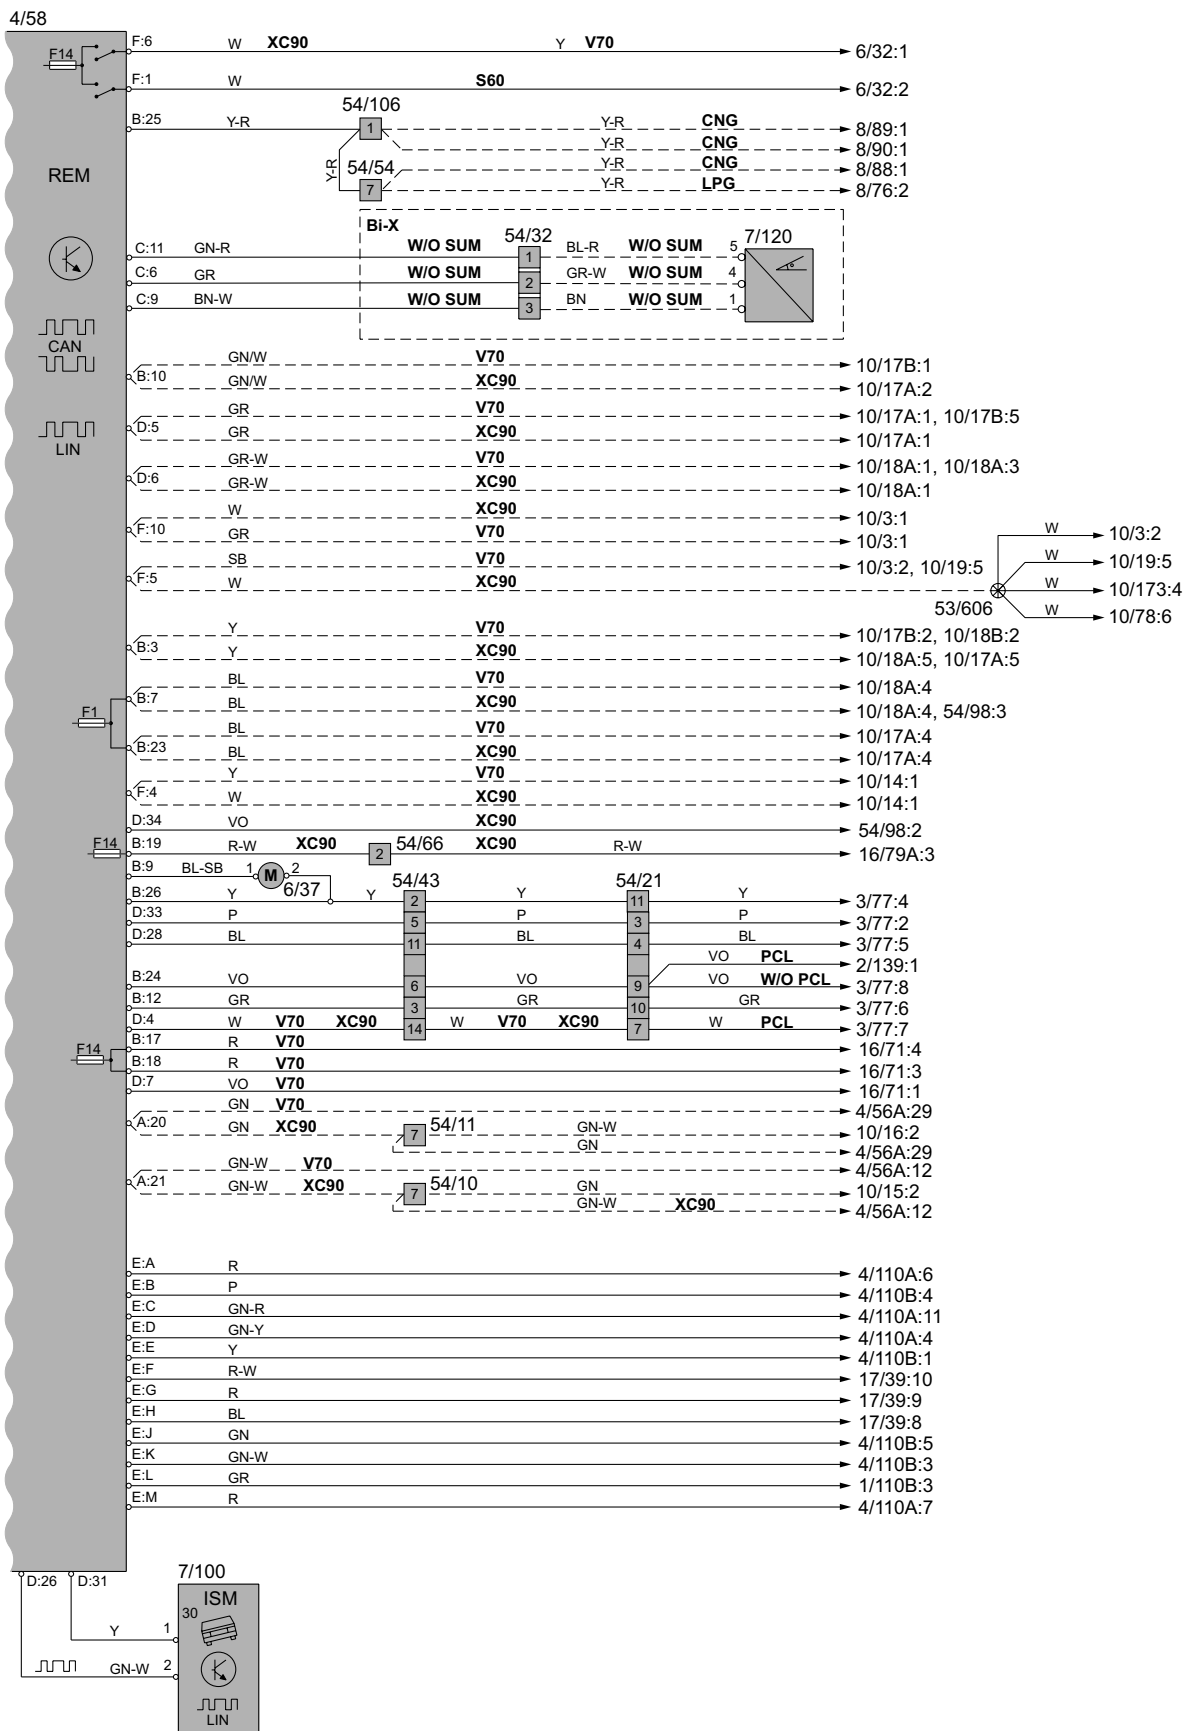 4/58
F14 F:6 W XC90 Y V70 6/32:1
F:1 W S60 6/32:2
54/106
B:25 Y-R 1 Y-R CNG 8/89:1
Y-R CNG 8/90:1
REM Y-R 54/54 Y-R CNG 8/88:1
7 Y-R LPG 8/76:2
Bi-X
C:11 GN-R W/O SUM 54/32 1 BL-R W/O SUM 5 7/120
C:6 GR W/O SUM 2 GR-W W/O SUM 4
C:9 BN-W W/O SUM 3 BN W/O SUM 1
CAN
GN/W V70 10/17B:1
B:10 GN/W XC90 10/17A:2
GR V70 10/17A:1, 10/17B:5
D:5 GR XC90 10/17A:1
LIN
GR-W V70 10/18A:1, 10/18A:3
D:6 GR-W XC90 10/18A:1
W XC90 10/3:1
F:10 GR V70 10/3:1
W 10/3:2
SB V70 10/3:2, 10/19:5 W 10/19:5
F:5 W XC90 W 10/173:4
53/606 W 10/78:6
Y V70 10/17B:2, 10/18B:2
B:3 Y XC90 10/18A:5, 10/17A:5
BL V70 10/18A:4
B:7 BL XC90 10/18A:4, 54/98:3
F1
BL V70 10/17A:4
B:23 BL XC90 10/17A:4
Y V70 10/14:1
F:4 W XC90 10/14:1
D:34 VO XC90 54/98:2
F14 B:19 R-W XC90 2 54/66 XC90 R-W 16/79A:3
B:9 BL-SB 1 M 2 6/37 54/43 54/21
B:26 Y Y 2 Y 11 Y 3/77:4
D:33 P 5 P 3 P 3/77:2
D:28 BL 11 BL 4 BL 3/77:5
VO PCL 2/139:1
B:24 VO 6 VO 9 VO W/O PCL 3/77:8
B:12 GR 3 GR 10 GR 3/77:6
D:4 W V70 XC90 14 W V70 XC90 7 W PCL 3/77:7
F14 B:17 R V70 16/71:4
B:18 R V70 16/71:3
D:7 VO V70 16/71:1
GN V70 4/56A:29
A:20 GN XC90 7 54/11 GN-W 10/16:2
GN 4/56A:29
GN-W V70 4/56A:12
A:21 GN-W XC90 7 54/10 GN 10/15:2
GN-W XC90 4/56A:12
E:A R 4/110A:6
E:B P 4/110B:4
E:C GN-R 4/110A:11
E:D GN-Y 4/110A:4
E:E Y 4/110B:1
E:F R-W 17/39:10
E:G R 17/39:9
E:H BL 17/39:8
E:J GN 4/110B:5
E:K GN-W 4/110B:3
E:L GR 1/110B:3
E:M R 4/110A:7
D:26 D:31 7/100
ISM
30
Y 1
GN-W 2
LIN